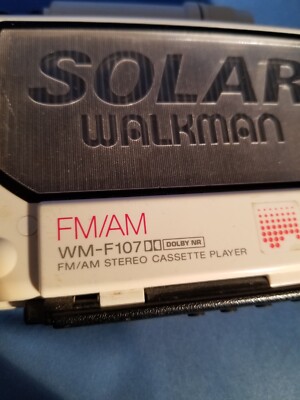 SOLAR
WALKMAN
FM/AM
WM-F107 DOLBY NR
FM/AM STEREO CASSETTE PLAYER